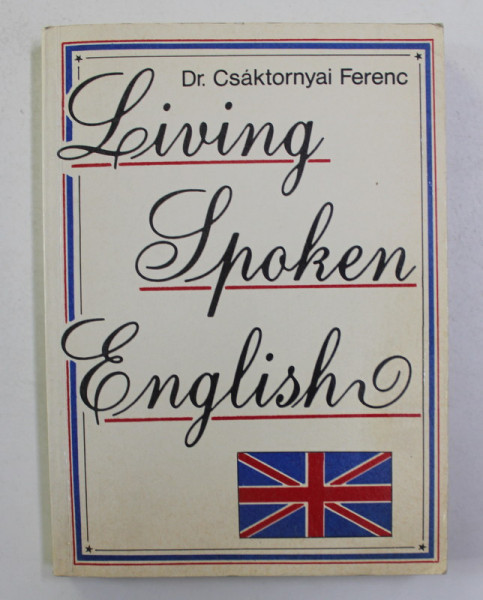 Dr. Csáktornyai Ferenc
Living
Spoken
English